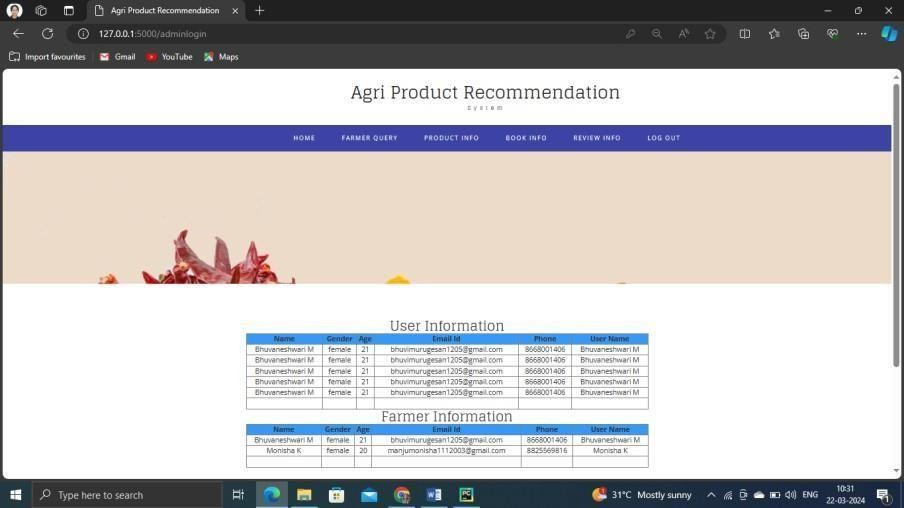 Agri Product Recommendation
127.0.0.1:5000/adminlogin
Import favourites Gmail YouTube Maps
Agri Product Recommendation
System
HOME FARMER QUERY PRODUCT INFO BOOK INFO REVIEW INFO LOG OUT
User Information
Name Gender Age Email Id Phone User Name
Bhuvaneshwari M female 21 bhuvimurugesan1205@gmail.com 8668001406 Bhuvaneshwari M
Bhuvaneshwari M female 21 bhuvimurugesan1205@gmail.com 8668001406 Bhuvaneshwari M
Bhuvaneshwari M female 21 bhuvimurugesan1205@gmail.com 8668001406 Bhuvaneshwari M
Bhuvaneshwari M female 21 bhuvimurugesan1205@gmail.com 8668001406 Bhuvaneshwari M
Bhuvaneshwari M female 21 bhuvimurugesan1205@gmail.com 8668001406 Bhuvaneshwari M
Farmer Information
Name Gender Age Email Id Phone User Name
Bhuvaneshwari M female 21 bhuvimurugesan1205@gmail.com 8668001406 Bhuvaneshwari M
Monisha K female 20 manjumonisha1112003@gmail.com 8825569816 Monisha K
Type here to search 31°C Mostly sunny ENG 10:31
22-03-2024